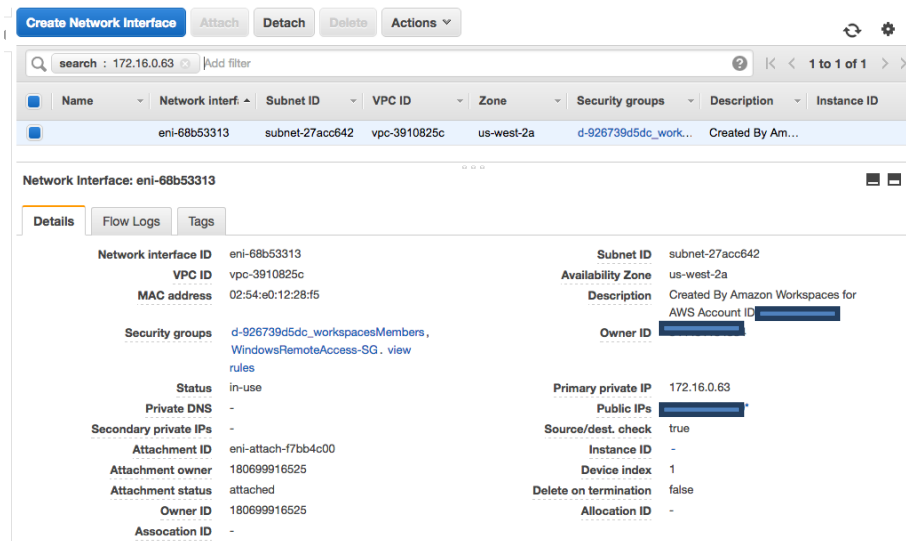 Create Network Interface Attach Detach Delete Actions
search : 172.16.0.63 Add filter 1 to 1 of 1
Name Network interf: Subnet ID VPC ID Zone Security groups Description Instance ID
eni-68b53313 subnet-27acc642 vpc-3910825c us-west-2a d-926739d5dc_work... Created By Am...
Network Interface: eni-68b53313
Details Flow Logs Tags
Network interface ID eni-68b53313 Subnet ID subnet-27acc642
VPC ID vpc-3910825c Availability Zone us-west-2a
MAC address 02:54:e0:12:28:f5 Description Created By Amazon Workspaces for
AWS Account ID
Security groups d-926739d5dc_workspacesMembers, Owner ID
WindowsRemoteAccess-SG. view
rules
Status in-use Primary private IP 172.16.0.63
Private DNS - Public IPs *
Secondary private IPs - Source/dest. check true
Attachment ID eni-attach-f7bb4c00 Instance ID -
Attachment owner 180699916525 Device index 1
Attachment status attached Delete on termination false
Owner ID 180699916525 Allocation ID -
Assocation ID -